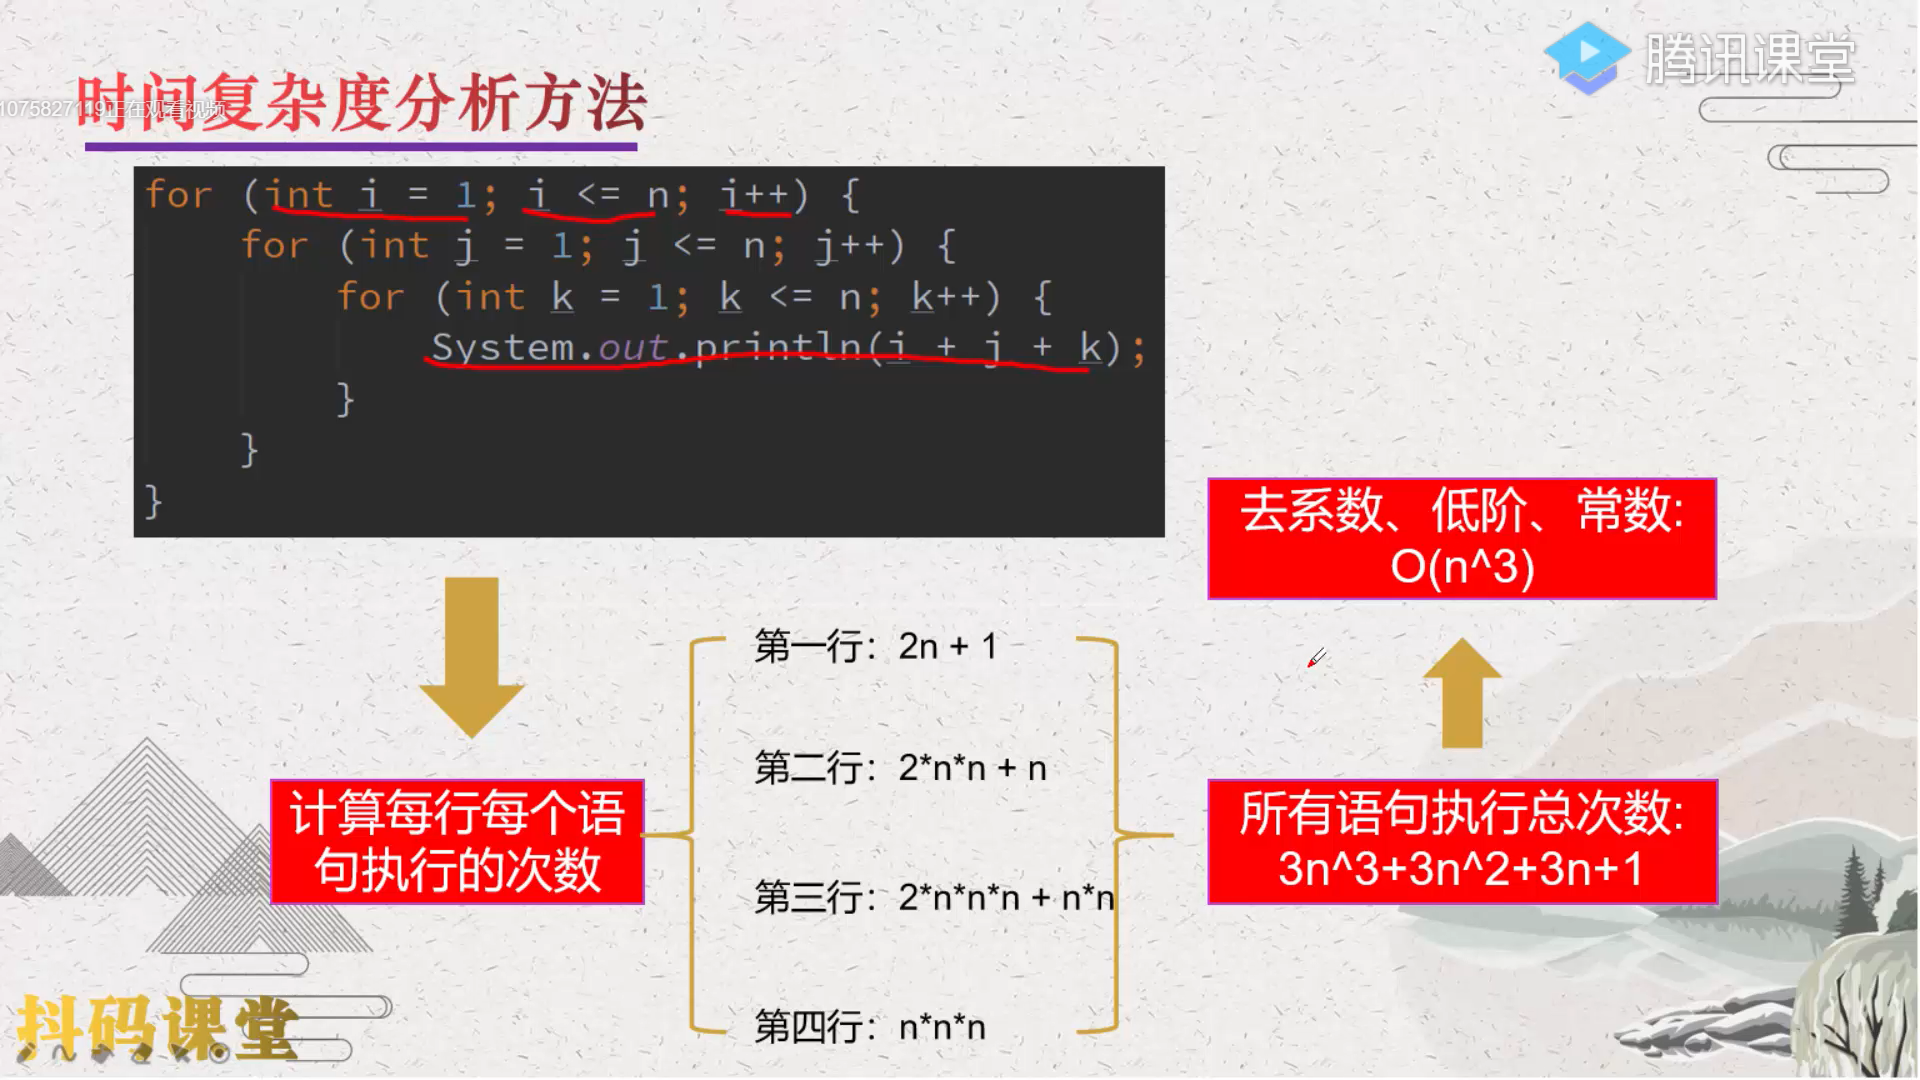 腾讯课堂
时间复杂度分析方法
1075827119正在观看视频
for (int i = 1; i <= n; i++) {
for (int j = 1; j <= n; j++) {
for (int k = 1; k <= n; k++) {
System.out.println(i + j + k);
}
}
}
去系数、低阶、常数:
O(n^3)
第一行：2n + 1
第二行：2*n*n + n
计算每行每个语
句执行的次数
所有语句执行总次数:
3n^3+3n^2+3n+1
第三行：2*n*n*n + n*n
第四行：n*n*n
抖码课堂